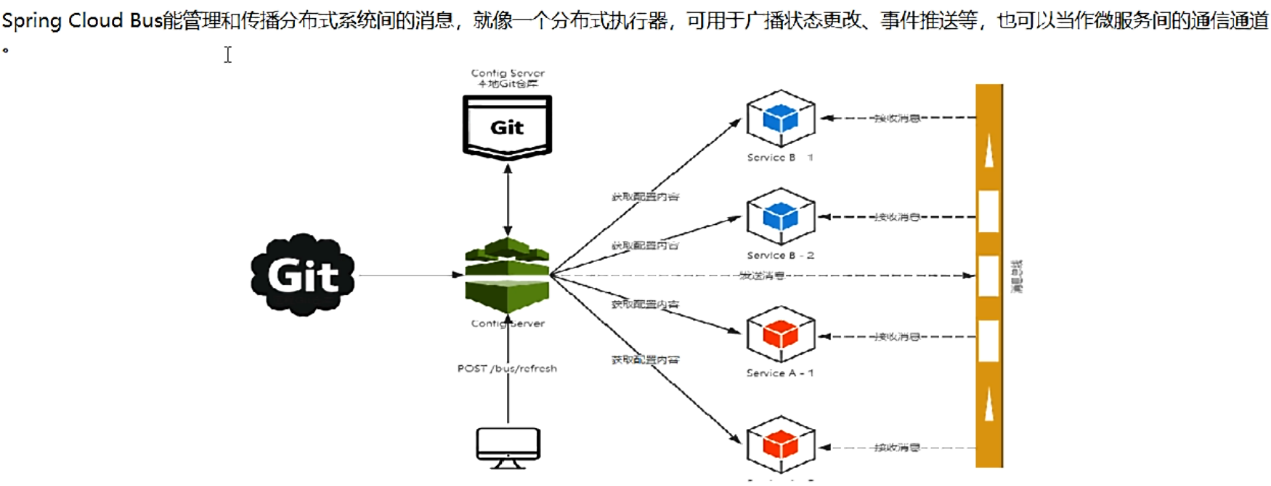 Spring Cloud Bus能管理和传播分布式系统间的消息，就像一个分布式执行器，可用于广播状态更改、事件推送等，也可以当作微服务间的通信通道
。
Config Server
本地Git仓库
Git
接收消息
Service B - 1
获取配置内容
接收消息
获取配置内容
Service B - 2
Git
发送消息
消息总线
获取配置内容
Config Server
接收消息
获取配置内容
POST /bus/refresh
Service A - 1
接收消息